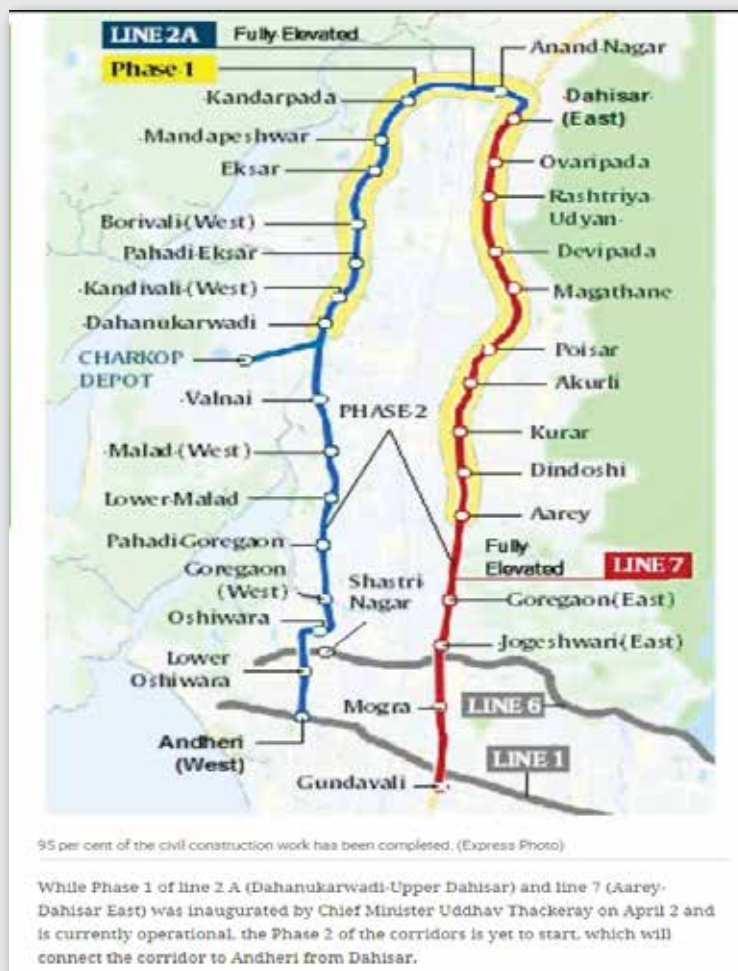 LINE 2A Fully Elevated
Phase 1
Anand Nagar
Kandarpada
Dahisar
(East)
Mandapeshwar
Ovaripada
Eksar
Rashtriya
Udyan
Borivali (West)
Devipada
Pahadi Eksar
Kandivali (West)
Magathane
Dahanukarwadi
Poisar
CHARKOP
DEPOT
Akurli
Valnai
PHASE 2
Kurar
Malad (West)
Dindoshi
Lower Malad
Aarey
Pahadi Goregaon
Fully
Elevated
LINE 7
Goregaon
(West)
Shastri
Nagar
Goregaon (East)
Oshiwara
Jogeshwari (East)
Lower
Oshiwara
Mogra
LINE 6
Andheri
(West)
LINE 1
Gundavali
95 per cent of the civil construction work has been completed. (Express Photo)
While Phase 1 of line 2 A (Dahanukarwadi-Upper Dahisar) and line 7 (Aarey-
Dahisar East) was inaugurated by Chief Minister Uddhav Thackeray on April 2 and
is currently operational, the Phase 2 of the corridors is yet to start, which will
connect the corridor to Andheri from Dahisar.